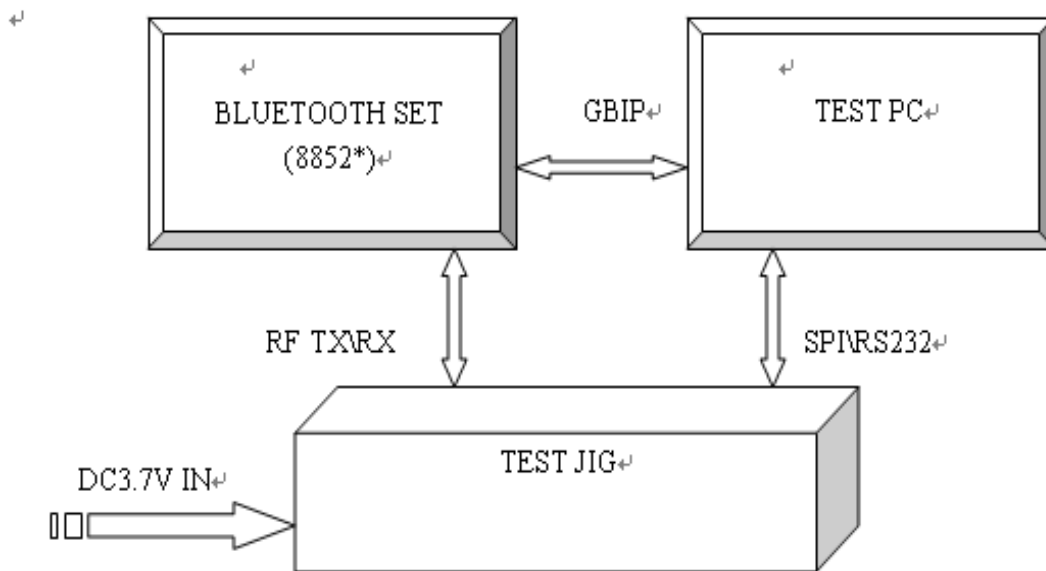 BLUETOOTH SET
(8852*)
GBIP
TEST PC
RF TX\RX
SPI\RS232
TEST JIG
DC3.7V IN